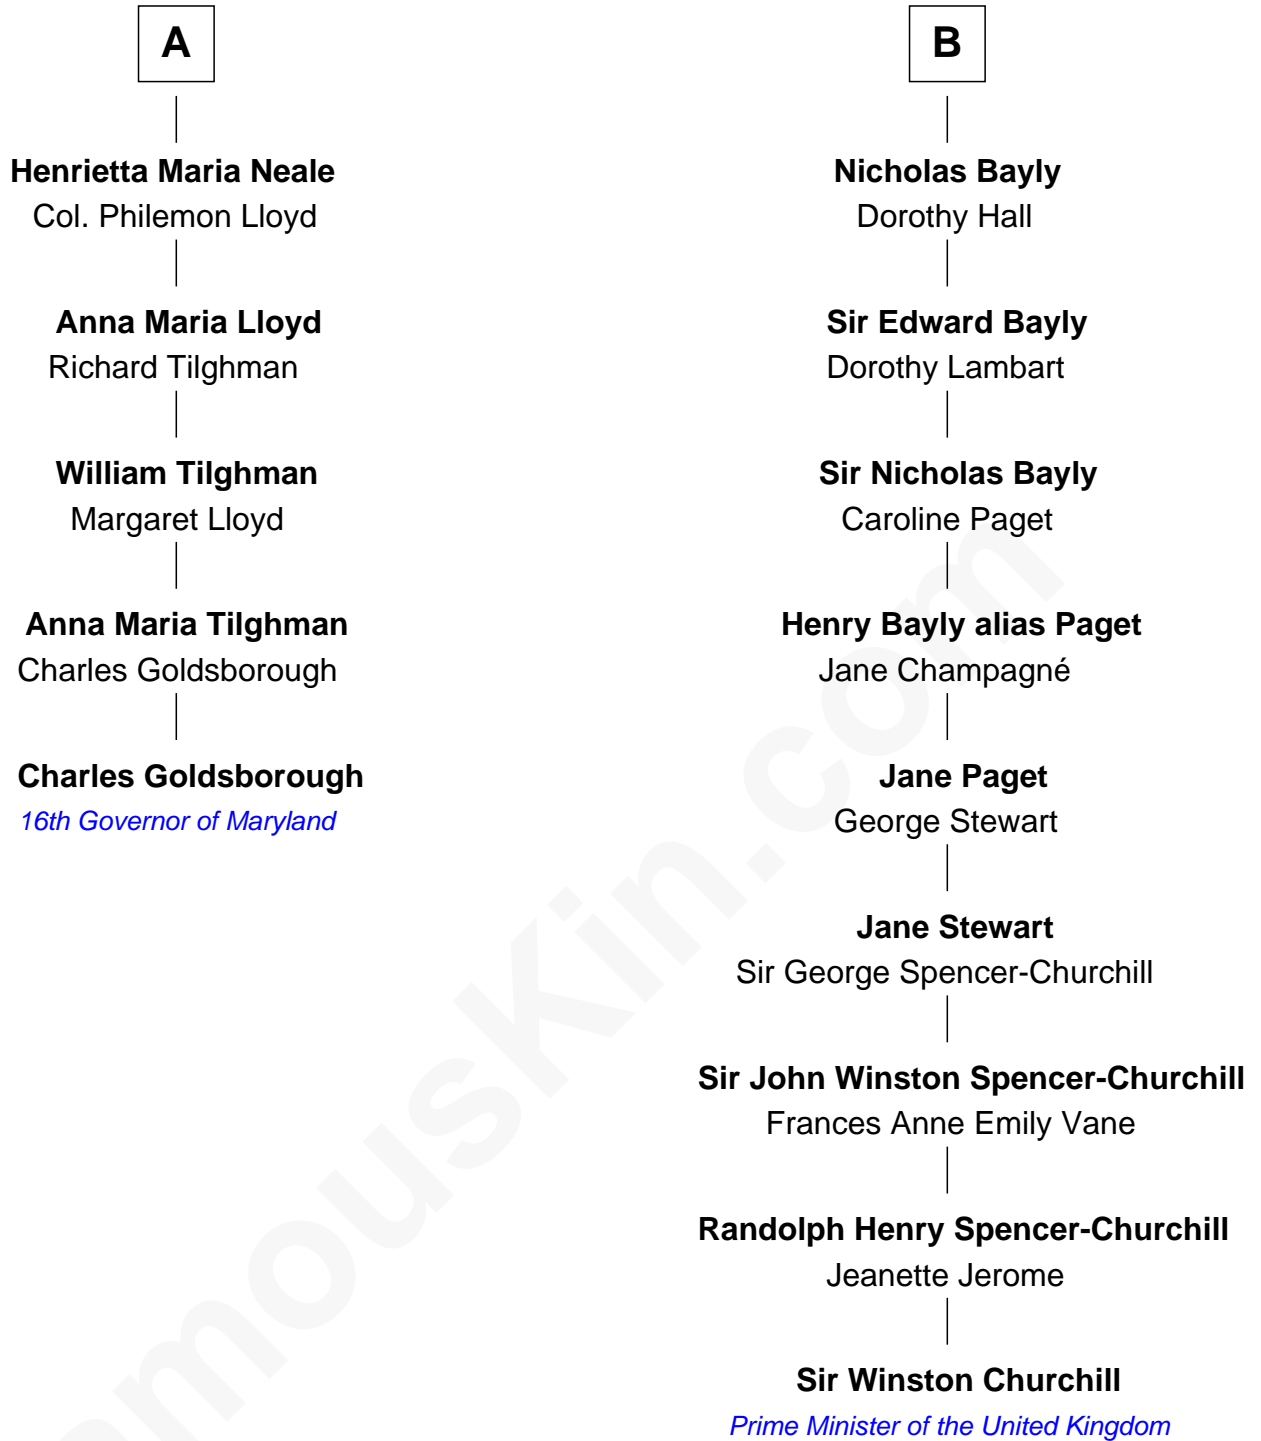 A
Henrietta Maria Neale
Col. Philemon Lloyd
Anna Maria Lloyd
Richard Tilghman
William Tilghman
Margaret Lloyd
Anna Maria Tilghman
Charles Goldsborough
Charles Goldsborough
16th Governor of Maryland
B
Nicholas Bayly
Dorothy Hall
Sir Edward Bayly
Dorothy Lambart
Sir Nicholas Bayly
Caroline Paget
Henry Bayly alias Paget
Jane Champagné
Jane Paget
George Stewart
Jane Stewart
Sir George Spencer-Churchill
Sir John Winston Spencer-Churchill
Frances Anne Emily Vane
Randolph Henry Spencer-Churchill
Jeanette Jerome
Sir Winston Churchill
Prime Minister of the United Kingdom
amousKin.com